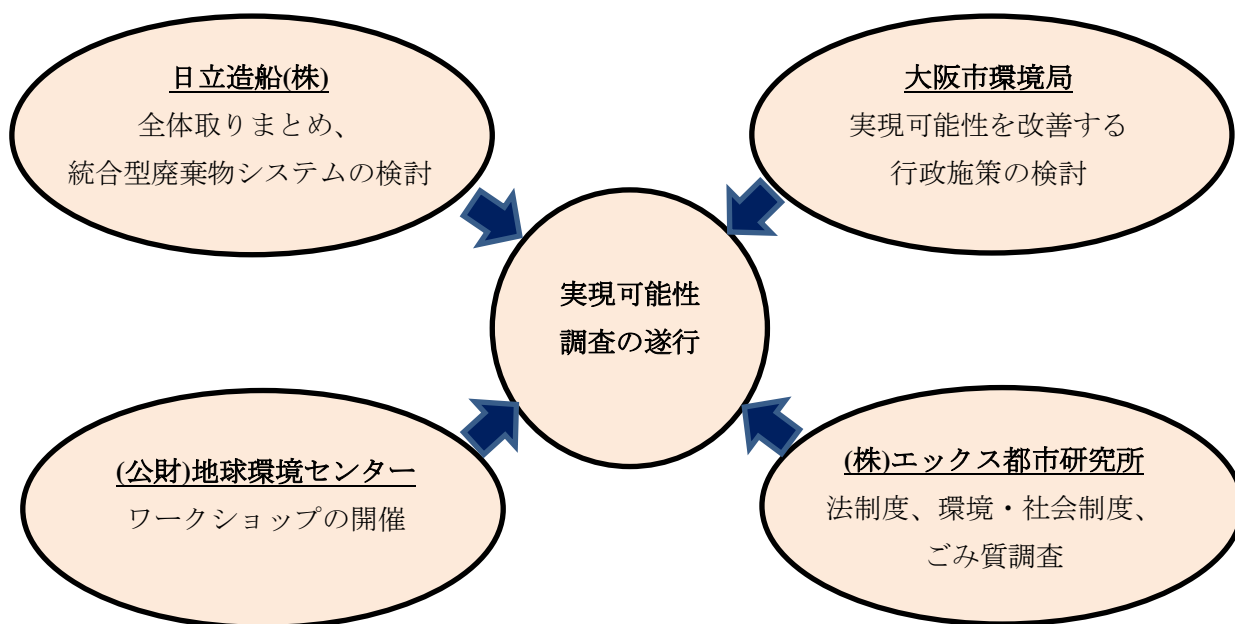 日立造船(株)
全体取りまとめ、
統合型廃棄物システムの検討
大阪市環境局
実現可能性を改善する
行政施策の検討
実現可能性
調査の遂行
(公財)地球環境センター
ワークショップの開催
(株)エックス都市研究所
法制度、環境・社会制度、
ごみ質調査